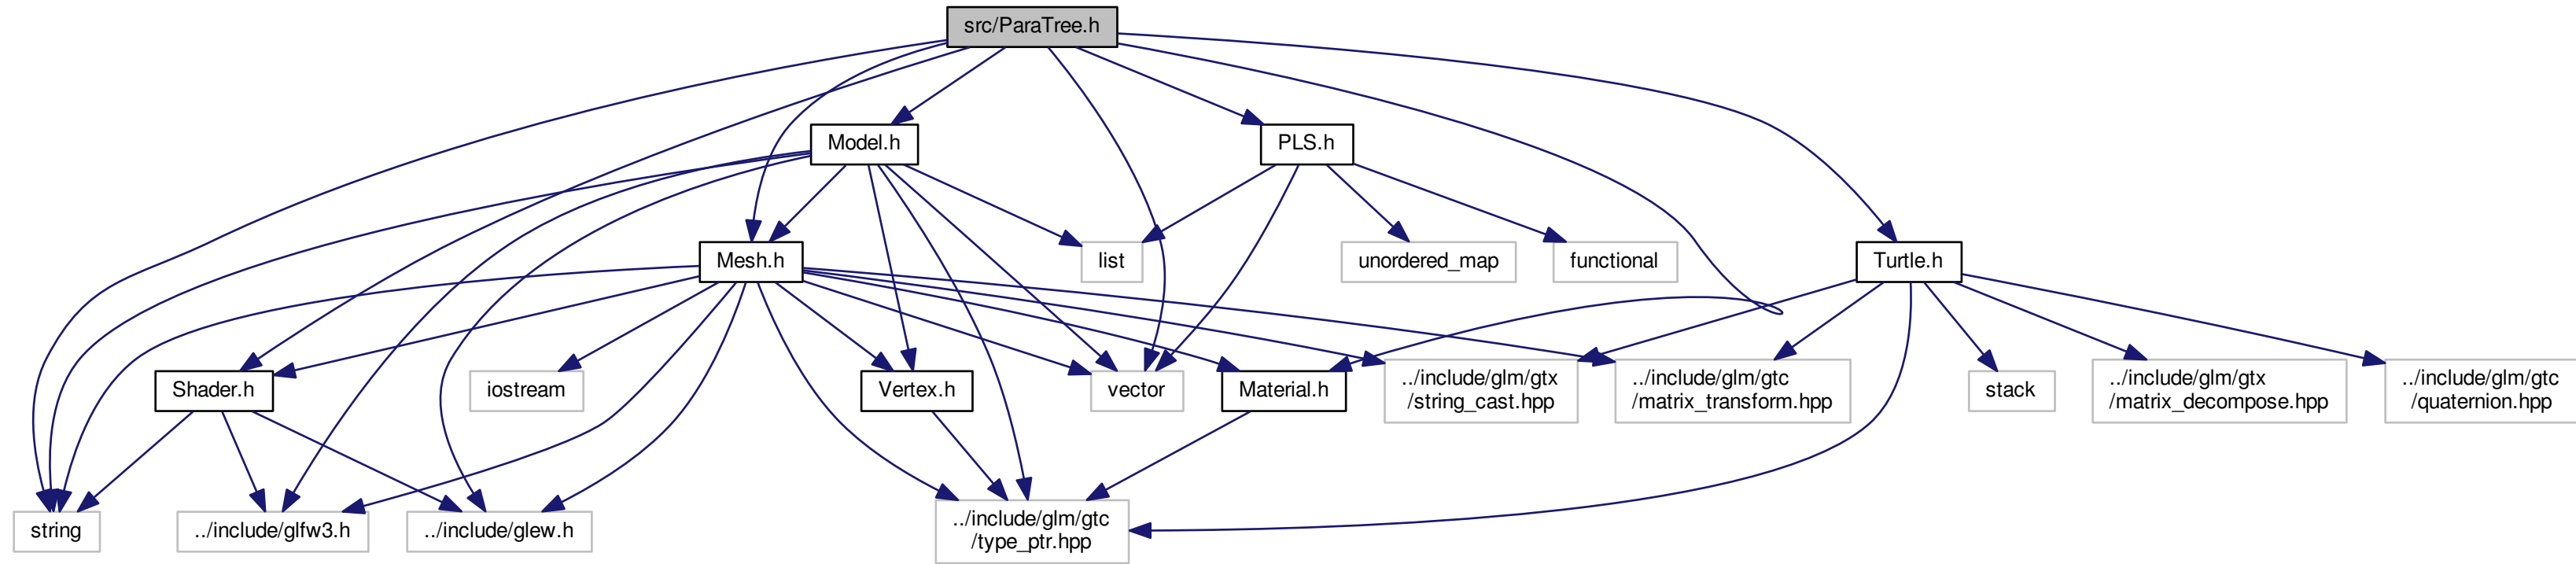 src/ParaTree.h
Model.h
PLS.h
Mesh.h
list
unordered_map
functional
Turtle.h
Shader.h
iostream
Vertex.h
vector
Material.h
../include/glm/gtx
/string_cast.hpp
../include/glm/gtc
/matrix_transform.hpp
stack
../include/glm/gtx
/matrix_decompose.hpp
../include/glm/gtc
/quaternion.hpp
string
../include/glfw3.h
../include/glew.h
../include/glm/gtc
/type_ptr.hpp